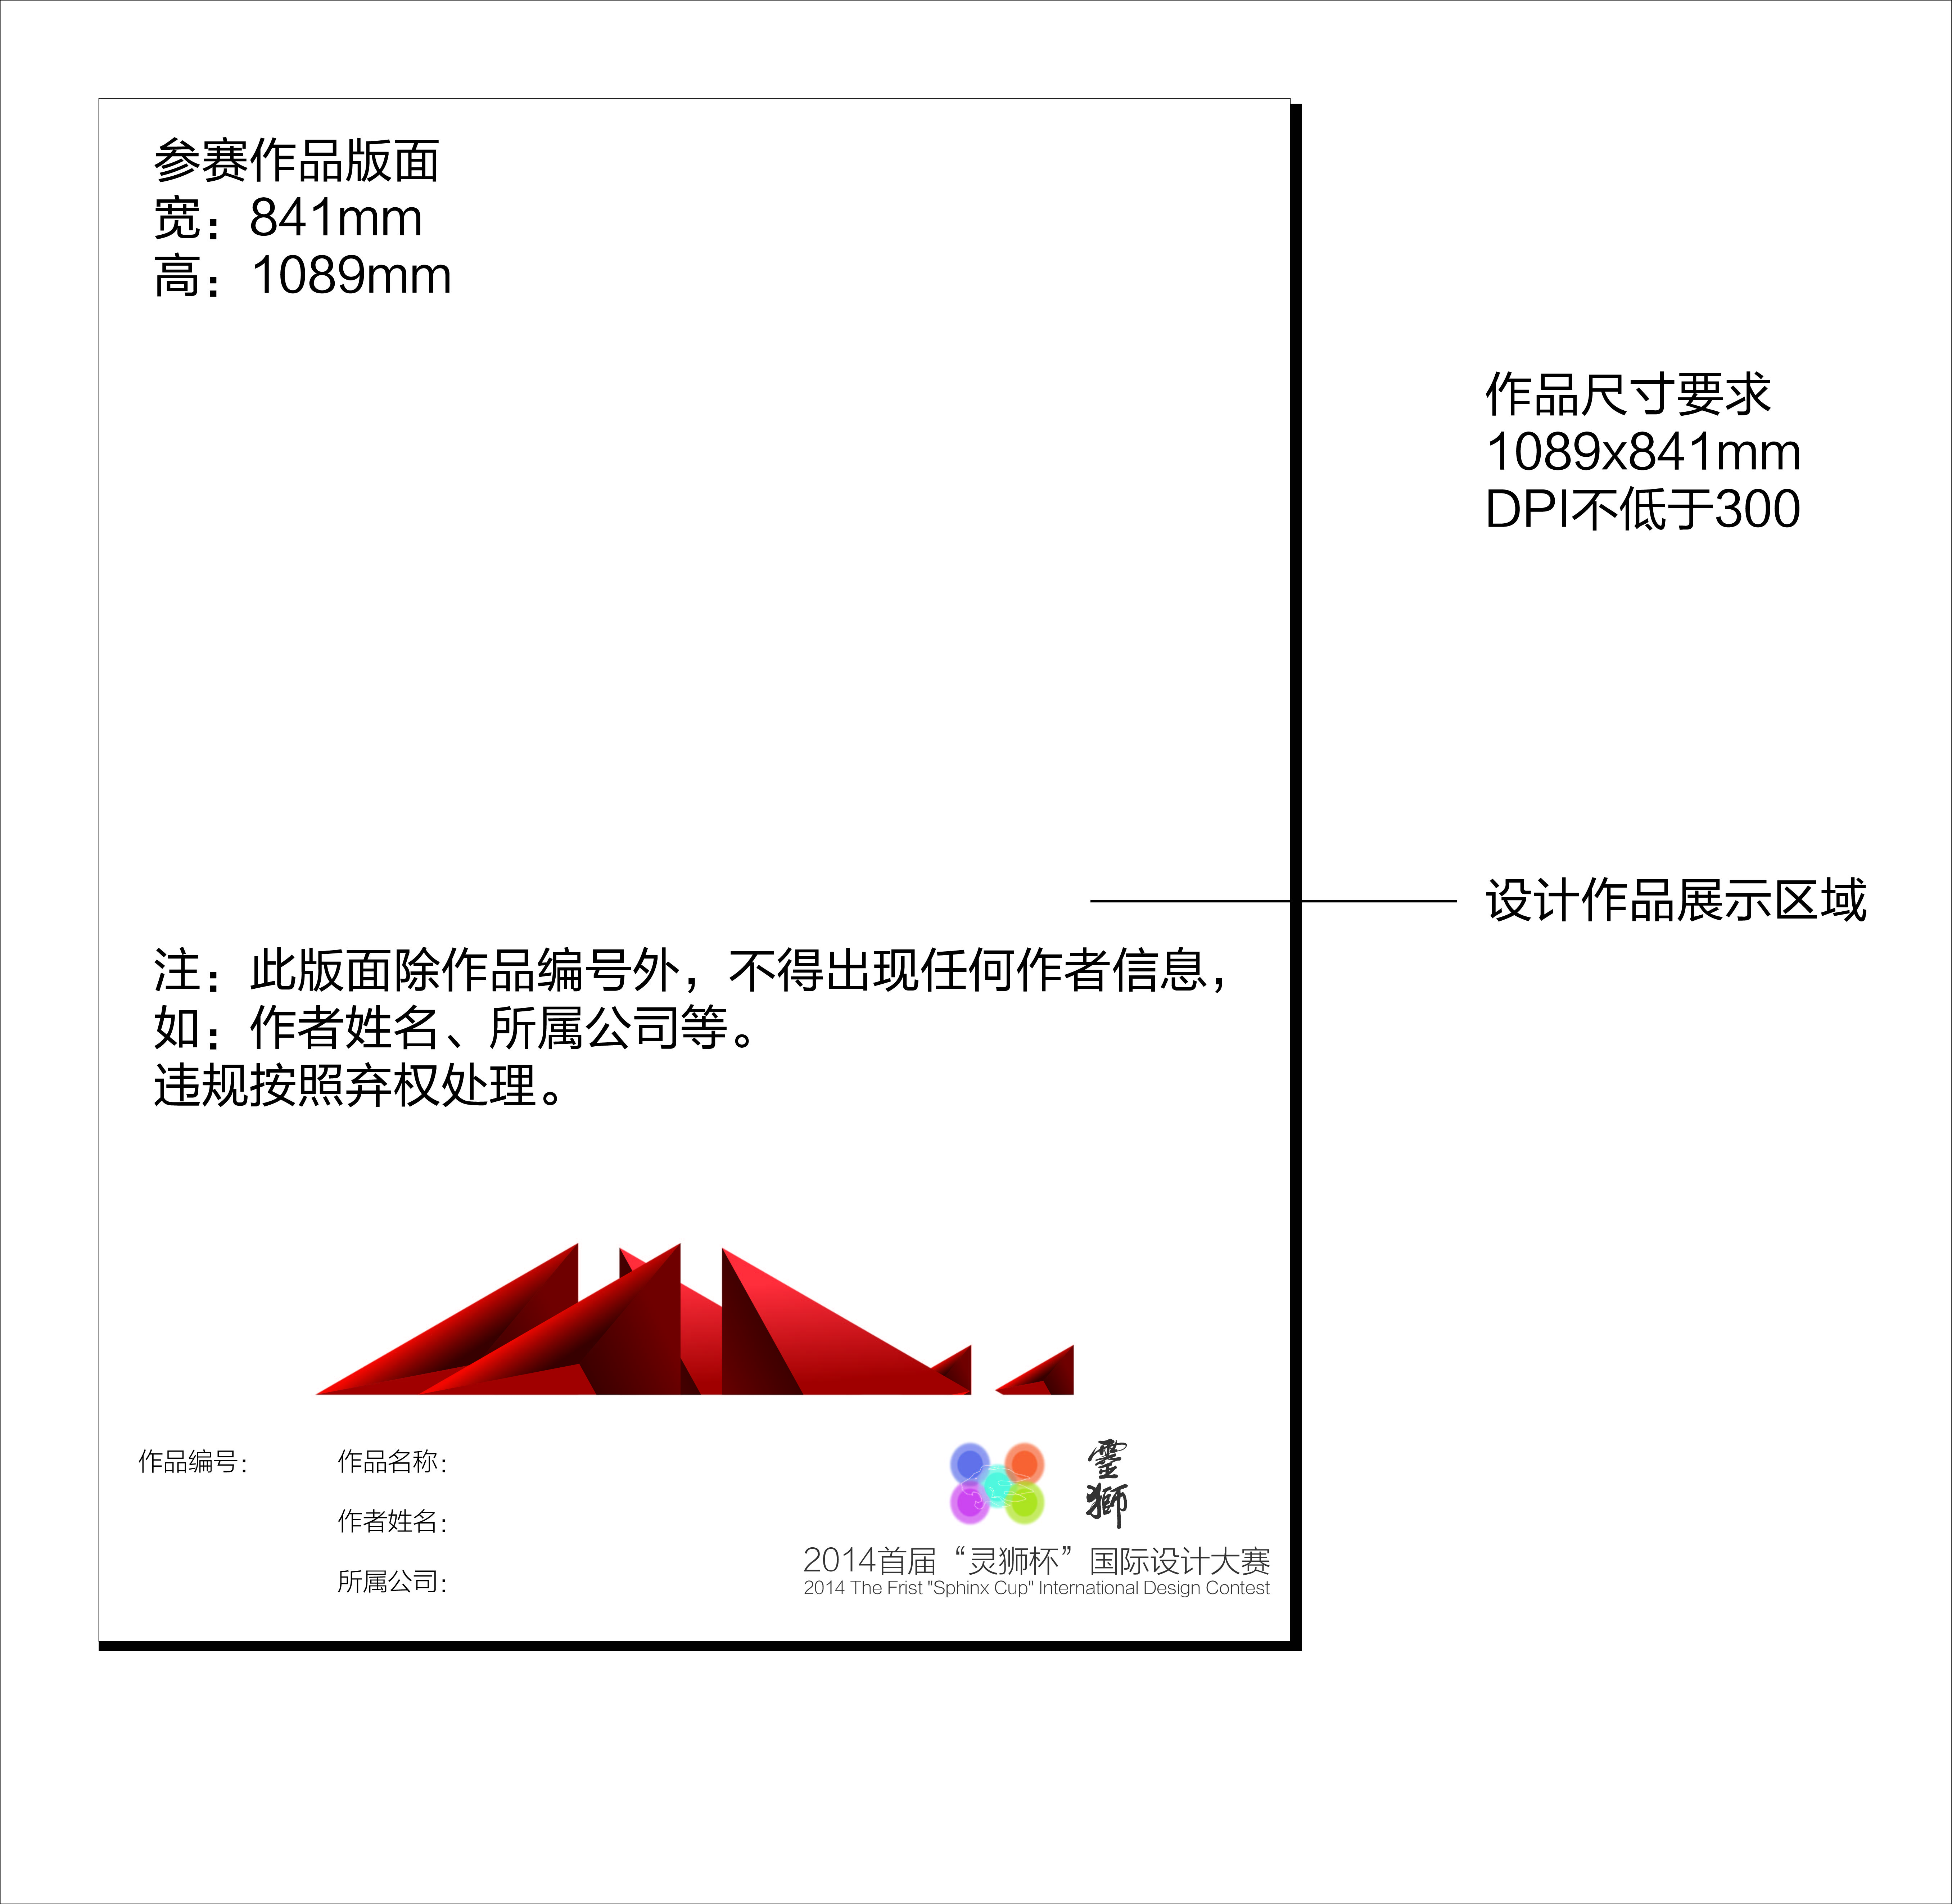 参赛作品版面
宽：841mm
高：1089mm
作品尺寸要求
1089x841mm
DPI不低于300
设计作品展示区域
注：此版面除作品编号外，不得出现任何作者信息，
如：作者姓名、所属公司等。
违规按照弃权处理。
作品编号：
作品名称：
作者姓名：
所属公司：
靈
獅
2014首届“灵狮杯”国际设计大赛
2014 The Frist "Sphinx Cup" International Design Contest